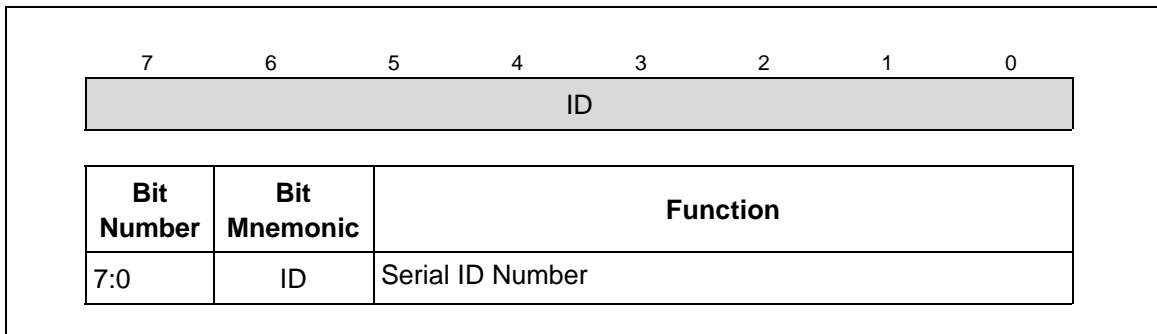 7 6 5 4 3 2 1 0
ID
Bit Number Bit Mnemonic Function
7:0 ID Serial ID Number